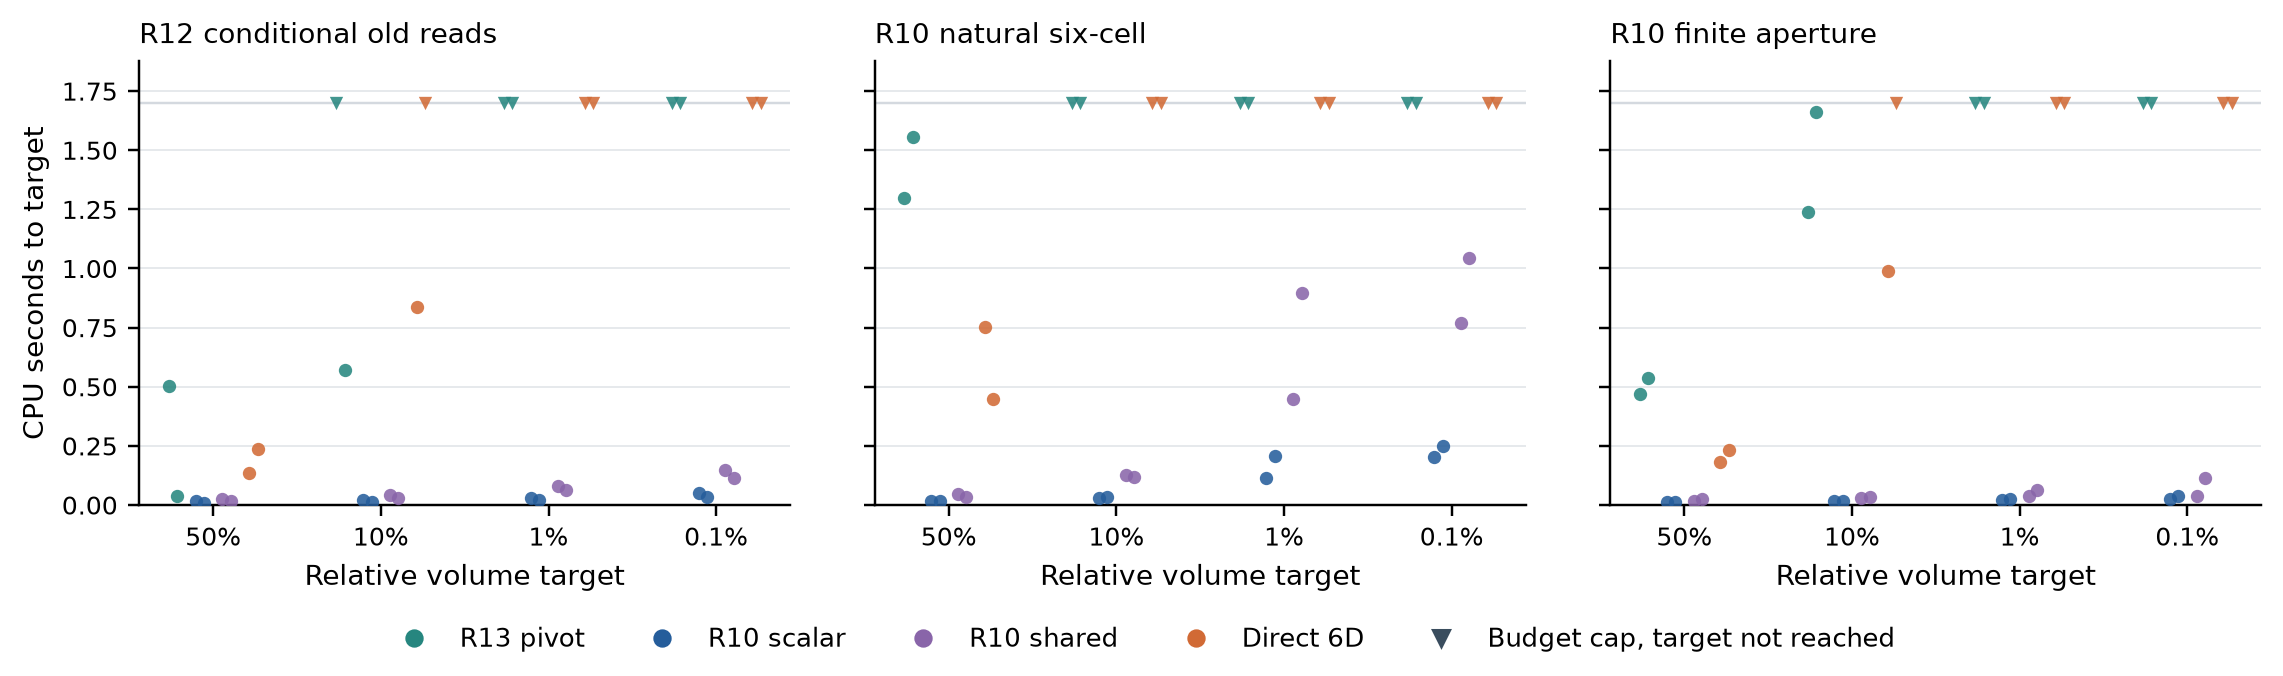 R12 conditional old reads
R10 natural six-cell
R10 finite aperture
CPU seconds to target
1.75
1.50
1.25
1.00
0.75
0.50
0.25
0.00
50% 10% 1% 0.1%
50% 10% 1% 0.1%
50% 10% 1% 0.1%
Relative volume target
Relative volume target
Relative volume target
R13 pivot R10 scalar R10 shared Direct 6D Budget cap, target not reached